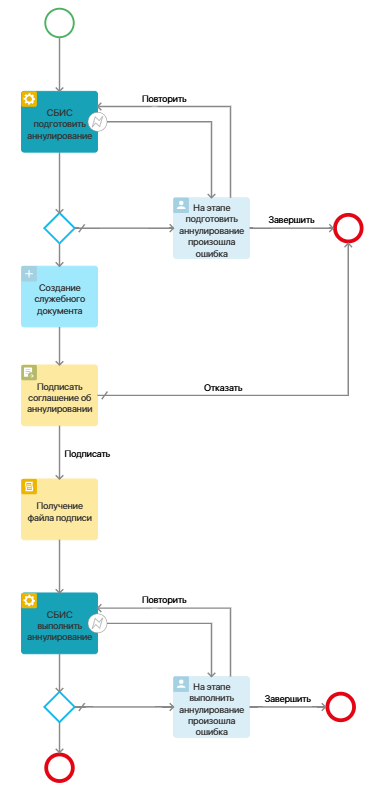 Повторить
СБИС
подготовить
аннулирование
На этапе
подготовить
аннулирование
произошла
ошибка
Завершить
Создание
служебного
документа
Подписать
соглашение об
аннулировании
Отказать
Подписать
Получение
файла подписи
Повторить
СБИС
выполнить
аннулирование
На этапе
выполнить
аннулирование
произошла
ошибка
Завершить